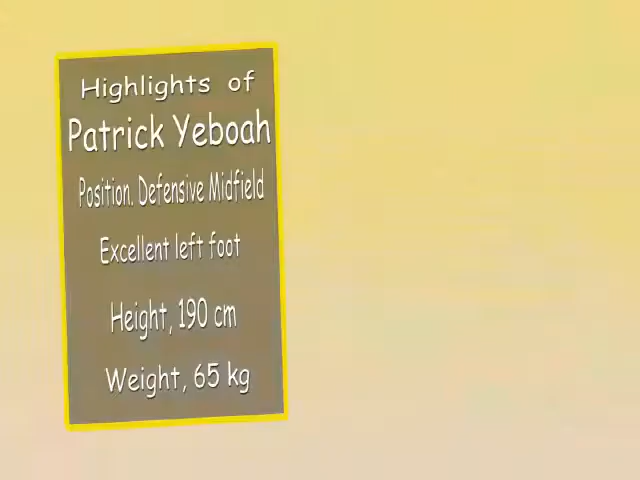 Highlights of
Patrick Yeboah
Position. Defensive Midfield
Excellent left foot
Height, 190 cm
Weight, 65 kg